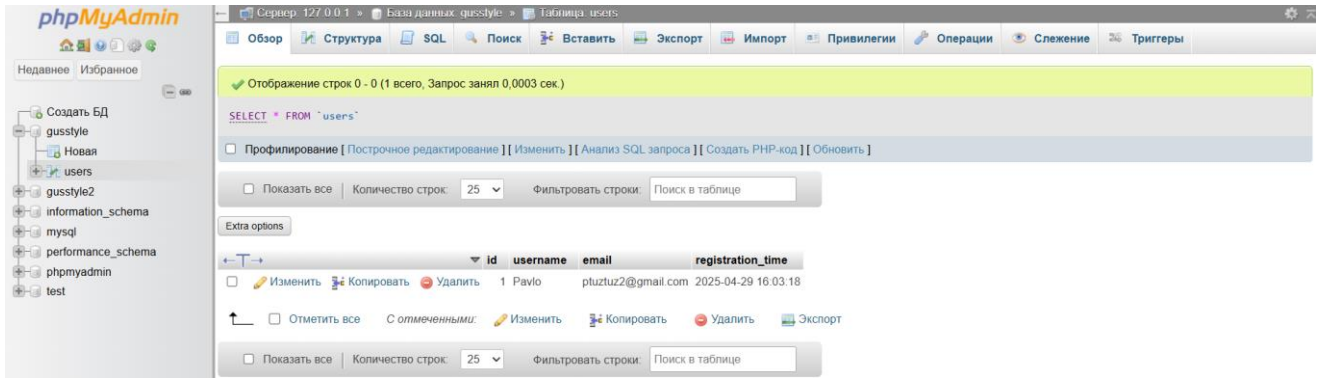 phpMyAdmin
Недавнее Избранное
Создать БД
gusstyle
Новая
users
gusstyle2
information_schema
mysql
performance_schema
phpmyadmin
test
Сервер: 127.0.0.1 » База данных: gusstyle » Таблица: users
Обзор Структура SQL Поиск Вставить Экспорт Импорт Привилегии Операции Слежение Триггеры
Отображение строк 0 - 0 (1 всего, Запрос занял 0,0003 сек.)
SELECT * FROM `users`
Профилирование [ Построчное редактирование ] [ Изменить ] [ Анализ SQL запроса ] [ Создать PHP-код ] [ Обновить ]
Показать все | Количество строк: 25 Фильтровать строки: Поиск в таблице
Extra options
←T→ id username email registration_time
Изменить Копировать Удалить 1 Pavlo ptuztuz2@gmail.com 2025-04-29 16:03:18
Отметить все С отмеченными: Изменить Копировать Удалить Экспорт
Показать все | Количество строк: 25 Фильтровать строки: Поиск в таблице